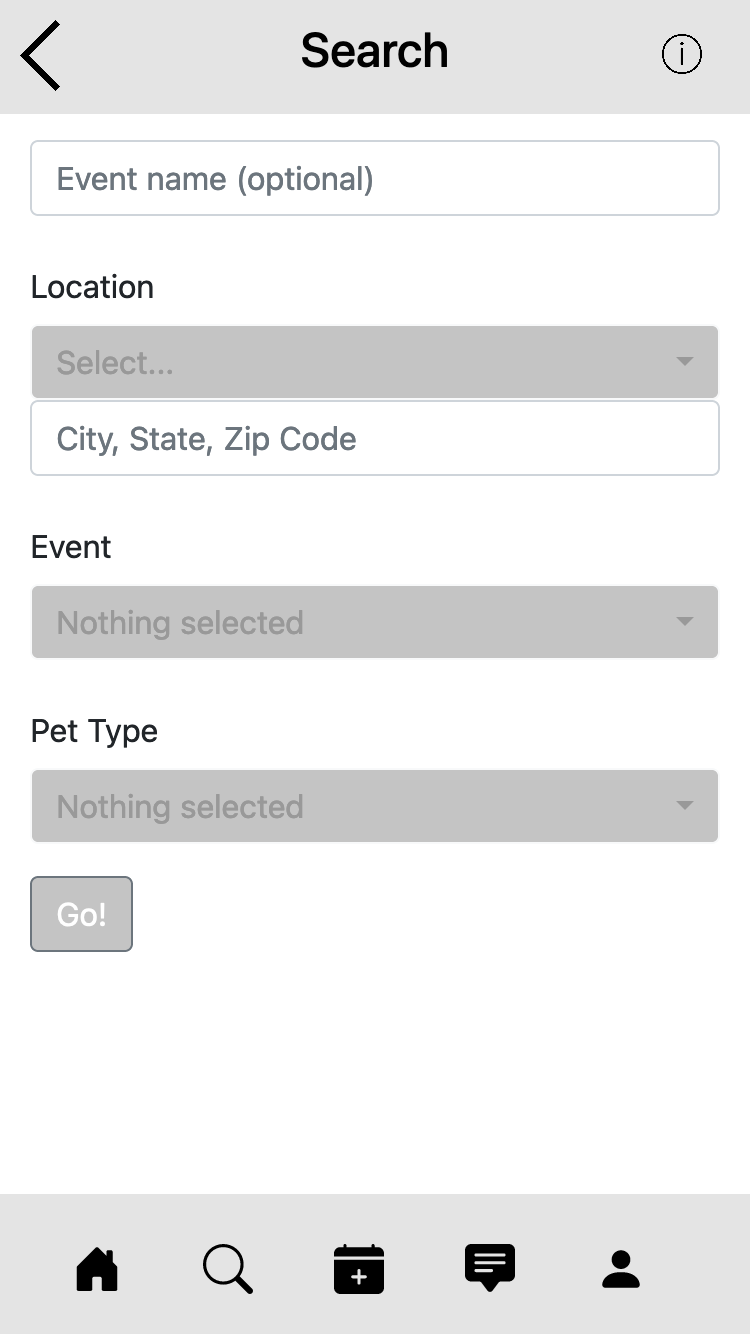 Search
Event name (optional)
Location
Select...
City, State, Zip Code
Event
Nothing selected
Pet Type
Nothing selected
Go!